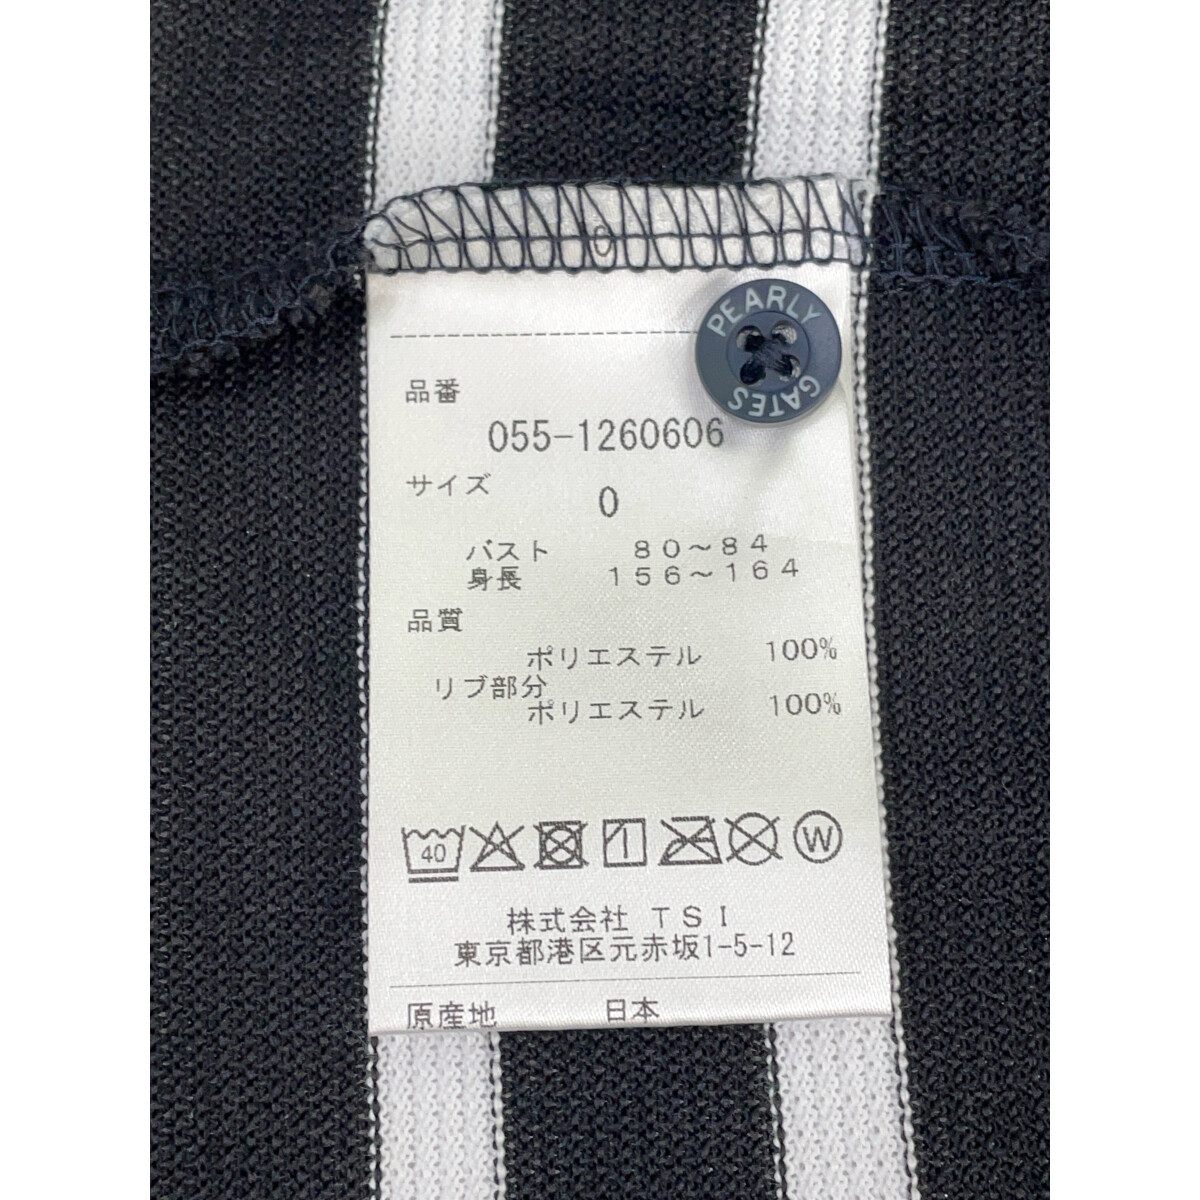 PEARLY
GATES
品番
055-1260606
サイズ
0
バスト 80～84
身長 156～164
品質
ポリエステル 100%
リブ部分
ポリエステル 100%
40
W
株式会社 TSI
東京都港区元赤坂1-5-12
原産地 日本